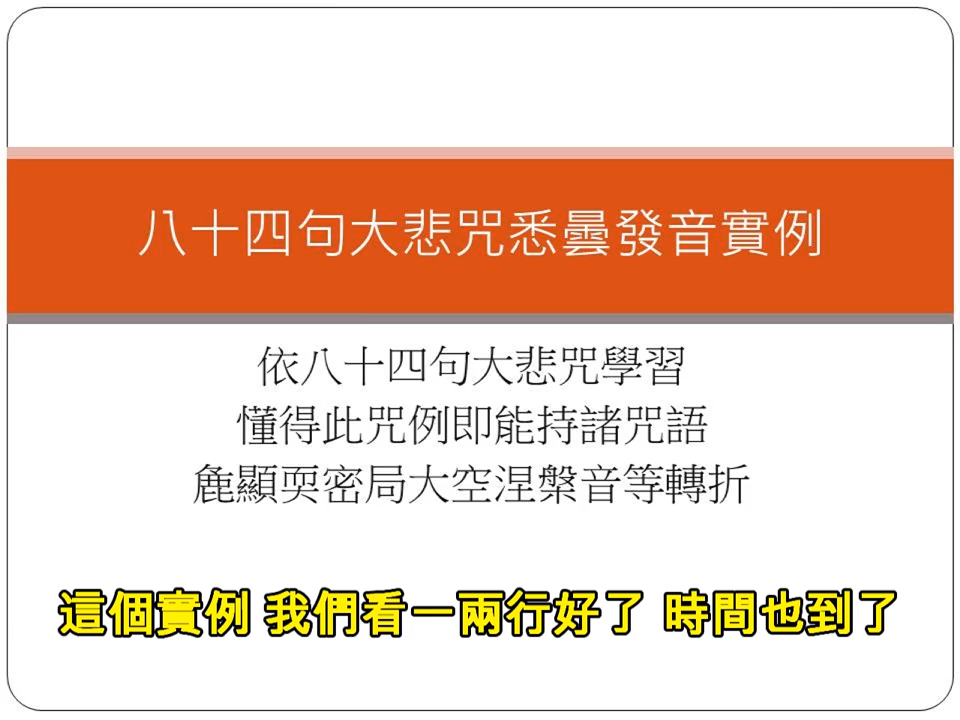 八十四句大悲咒悉曇發音實例
依八十四句大悲咒學習
懂得此咒例即能持諸咒語
麁顯耎密局大空涅槃音等轉折
這個實例 我們看一兩行好了 時間也到了